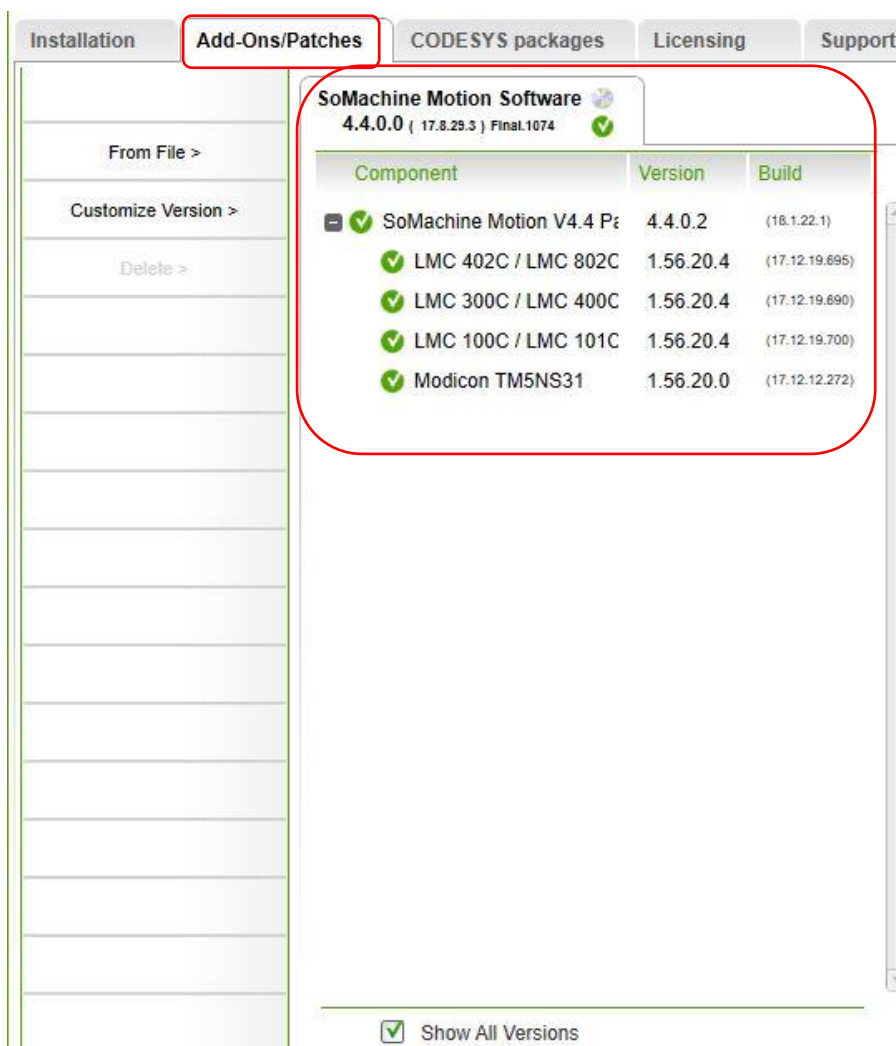 Installation Add-Ons/Patches CODESYS packages Licensing Support
SoMachine Motion Software
4.4.0.0 ( 17.8.29.3 ) Final.1074
From File >
Component Version Build
Customize Version >
SoMachine Motion V4.4 Pa 4.4.0.2 (18.1.22.1)
Delete >
LMC 402C / LMC 802C 1.56.20.4 (17.12.19.695)
LMC 300C / LMC 400C 1.56.20.4 (17.12.19.690)
LMC 100C / LMC 101C 1.56.20.4 (17.12.19.700)
Modicon TM5NS31 1.56.20.0 (17.12.12.272)
Show All Versions